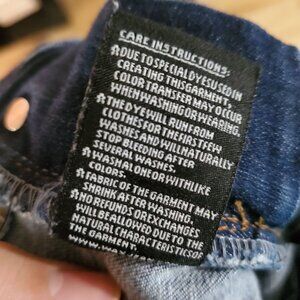 CARE INSTRUCTIONS:
DUE TO SPECIAL DYES USED IN
CREATING THIS GARMENT,
COLOR TRANSFER MAY OCCUR
WHEN WASHING OR WEARING.
THE DYE WILL RUN FROM
CLOTHES FOR THE FIRST FEW
WASHES AND WILL NATURALLY
STOP BLEEDING AFTER
SEVERAL WASHES.
WASH ALONE OR WITH LIKE
COLORS.
FABRIC OF THE GARMENT MAY
SHRINK AFTER WASHING.
NO REFUNDS OR EXCHANGES
WILL BE ALLOWED DUE TO THE
NATURAL CHARACTERISTICS OF
THE GARMENT.